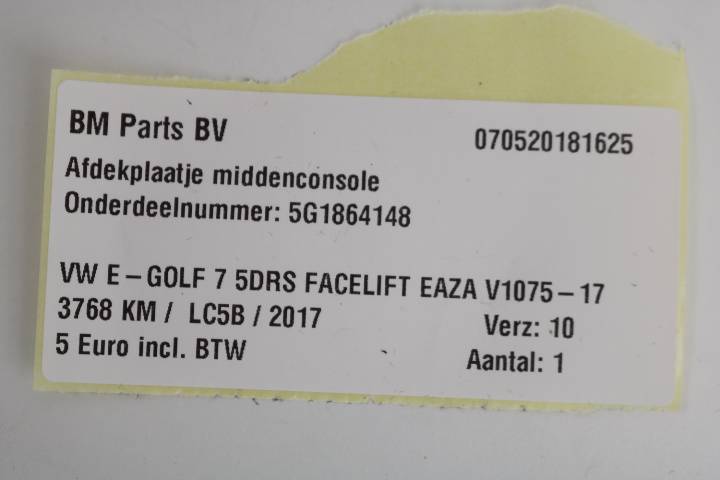 BM Parts BV 070520181625
Afdekplaatje middenconsole
Onderdeelnummer: 5G1864148
VW E-GOLF 7 5DRS FACELIFT EAZA V1075-17
3768 KM / LC5B / 2017 Verz: 10
5 Euro incl. BTW Aantal: 1